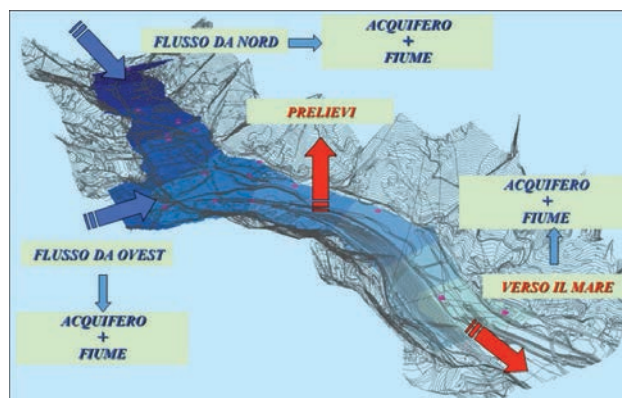 FLUSSO DA NORD
ACQUIFERO
+
FIUME
PRELIEVI
ACQUIFERO
+
FIUME
FLUSSO DA OVEST
VERSO IL MARE
ACQUIFERO
+
FIUME